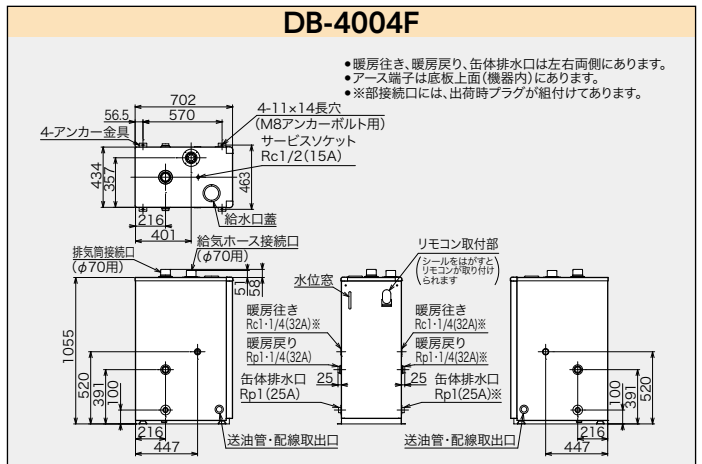 DB-4004F
●暖房往き、暖房戻り、缶体排水口は左右両側にあります。
●アース端子は底板上面(機器内)にあります。
●※部接続口には、出荷時プラグが組付けてあります。
702
56.5
570
4-11×14長穴
(M8アンカーボルト用)
4-アンカー金具
サービスソケット
Rc1/2(15A)
434
357
463
216
401
給水口蓋
排気筒接続口
(φ70用)
給気ホース接続口
(φ70用)
51
58
水位窓
リモコン取付部
(シールをはがすと
リモコンが取り付け
られます)
1055
520
391
100
216
447
暖房往き
Rc1・1/4(32A)※
暖房戻り
Rp1・1/4(32A)
缶体排水口
Rp1(25A)
25
暖房往き
Rc1・1/4(32A)※
暖房戻り
Rp1・1/4(32A)※
25
缶体排水口
Rp1(25A)※
100
391
520
216
447
送油管・配線取出口
送油管・配線取出口